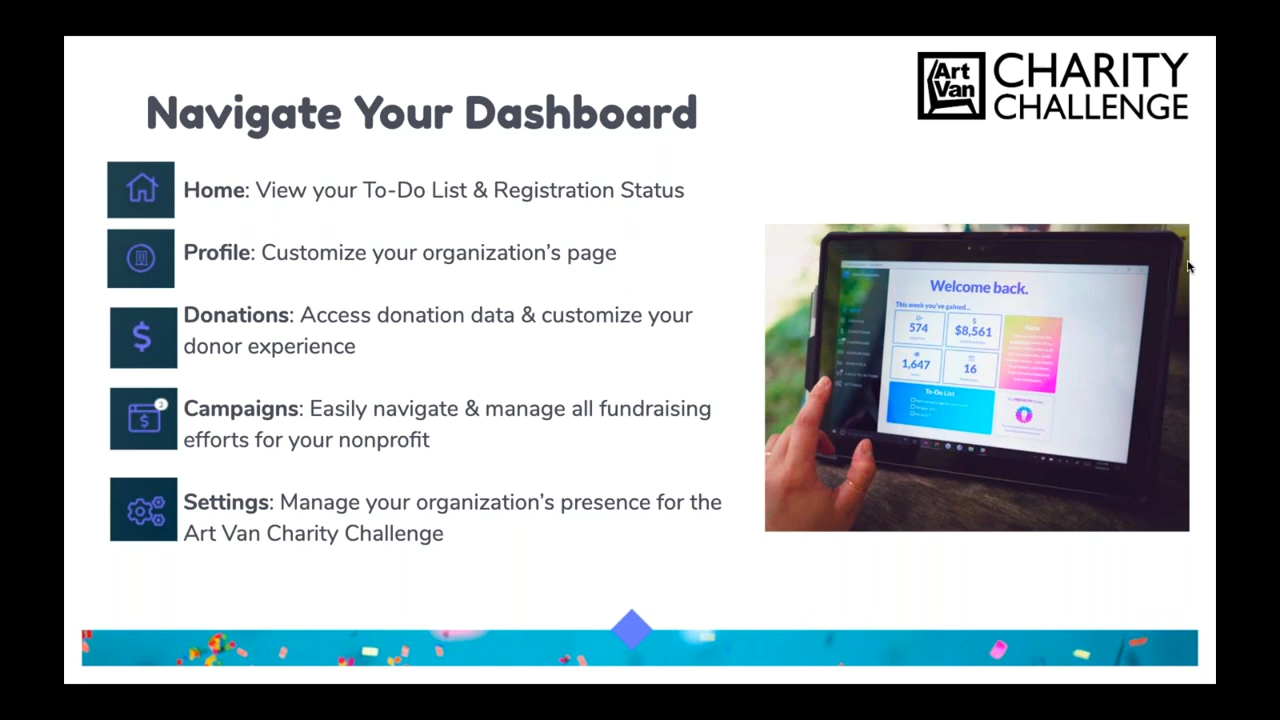 Art
Van
CHARITY
CHALLENGE
Navigate Your Dashboard
Home: View your To-Do List & Registration Status
Profile: Customize your organization's page
Donations: Access donation data & customize your
donor experience
2
Campaigns: Easily navigate & manage all fundraising
efforts for your nonprofit
Settings: Manage your organization's presence for the
Art Van Charity Challenge
Welcome back.
This week you've gained...
574
$8,561
1,647
16
New
To-Do List